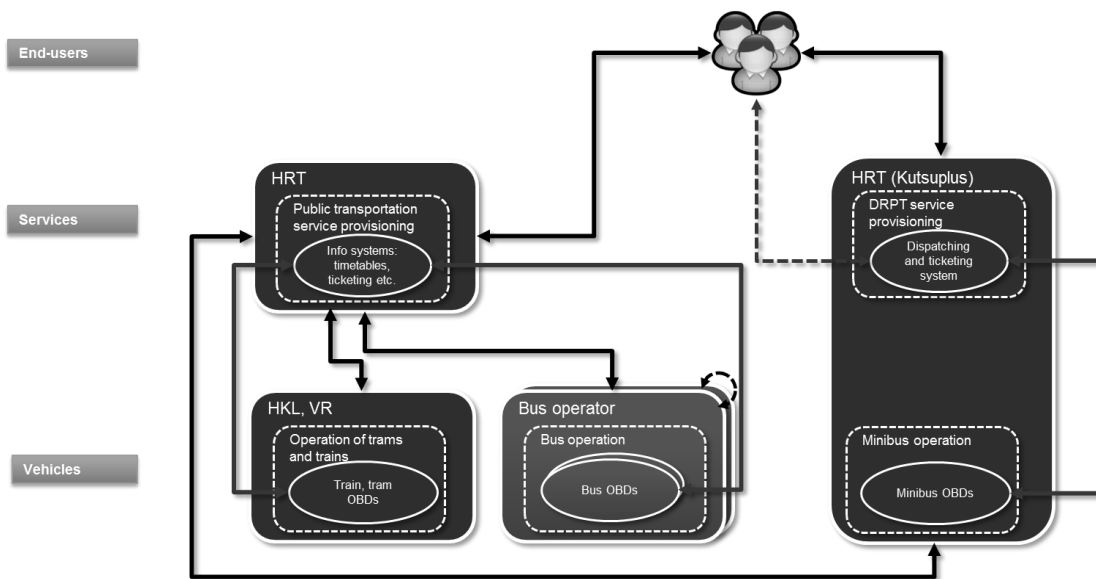 End-users
Services
Vehicles
HRT
Public transportation
service provisioning
Info systems:
timetables,
ticketing etc.
HRT (Kutsuplus)
DRPT service
provisioning
Dispatching
and ticketing
system
HKL, VR
Operation of trams
and trains
Train, tram
OBDs
Bus operator
Bus operation
Bus OBDs
Minibus operation
Minibus OBDs